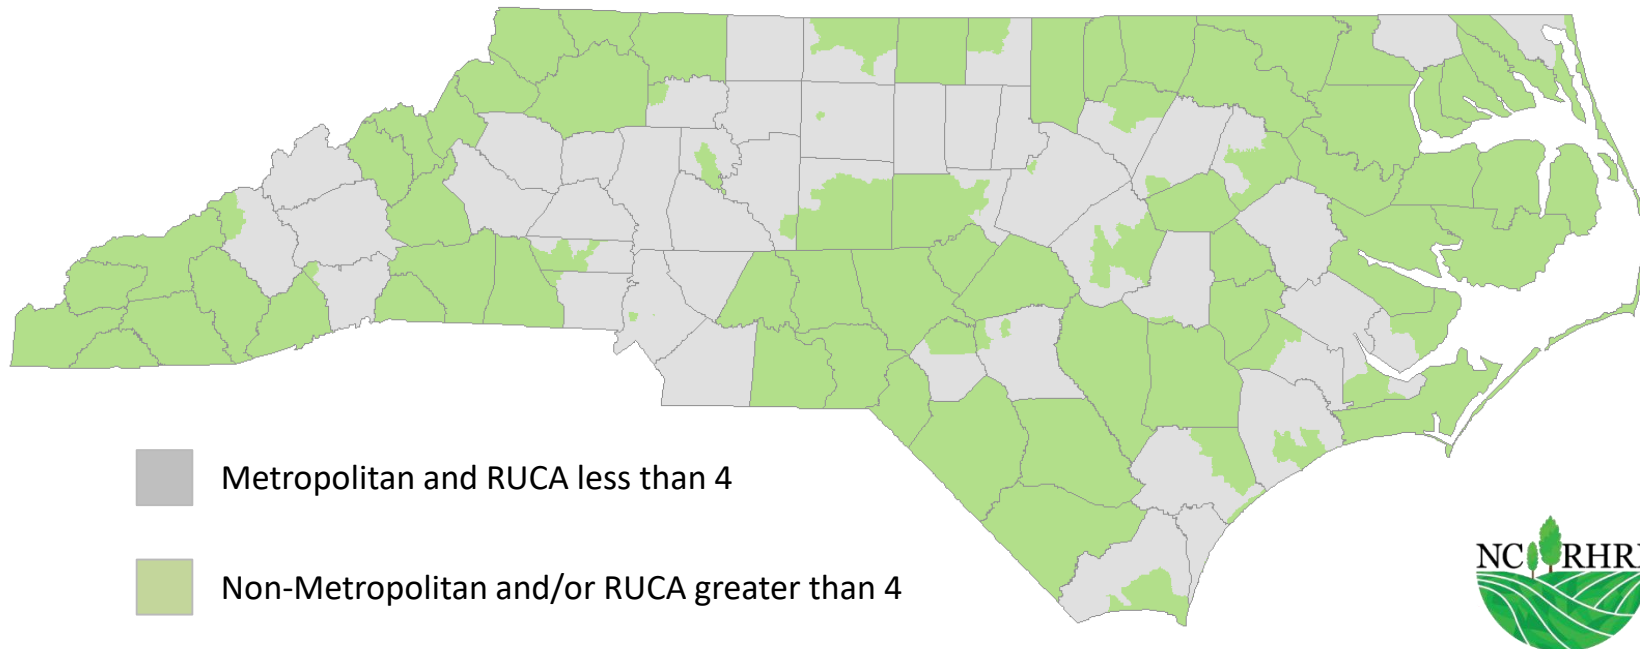 Metropolitan and RUCA less than 4
Non-Metropolitan and/or RUCA greater than 4
NC RHR